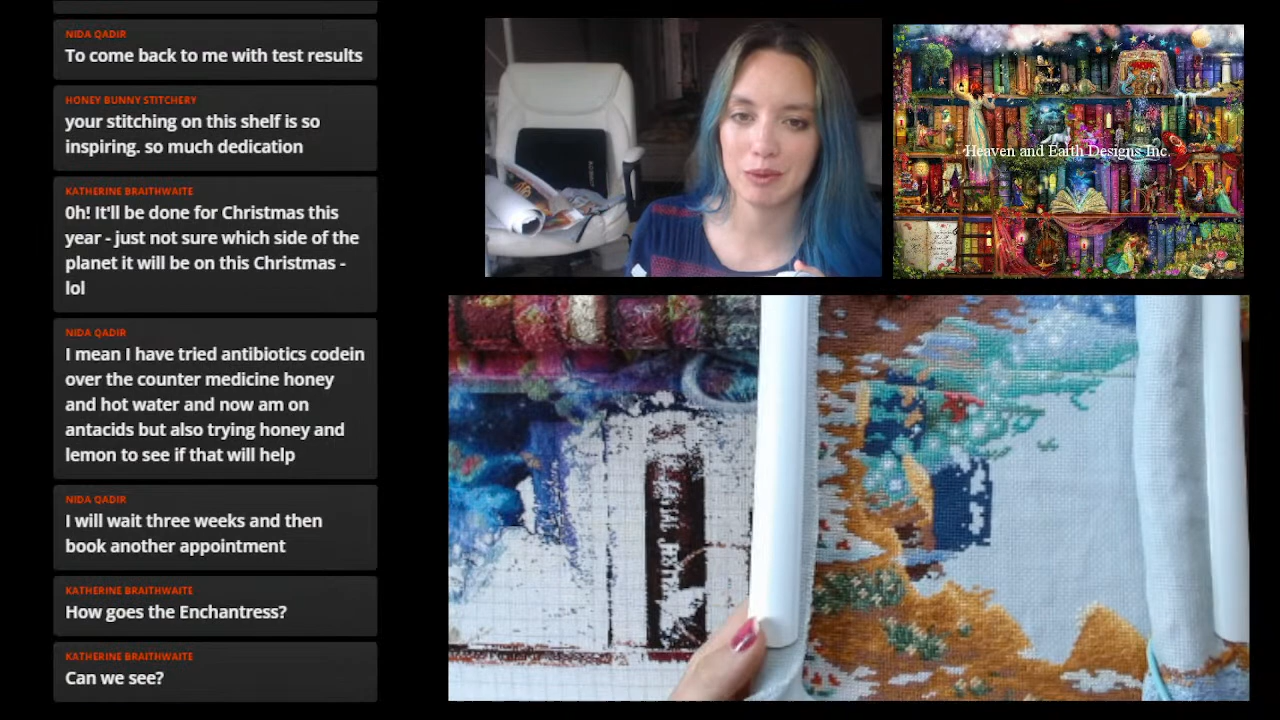 NIDA QADIR
To come back to me with test results
HONEY BUNNY STITCHERY
your stitching on this shelf is so
inspiring. so much dedication
KATHERINE BRAITHWAITE
0h! It'll be done for Christmas this
year - just not sure which side of the
planet it will be on this Christmas -
lol
NIDA QADIR
I mean I have tried antibiotics codein
over the counter medicine honey
and hot water and now am on
antacids but also trying honey and
lemon to see if that will help
NIDA QADIR
I will wait three weeks and then
book another appointment
KATHERINE BRAITHWAITE
How goes the Enchantress?
KATHERINE BRAITHWAITE
Can we see?
Heaven and Earth Designs Inc.